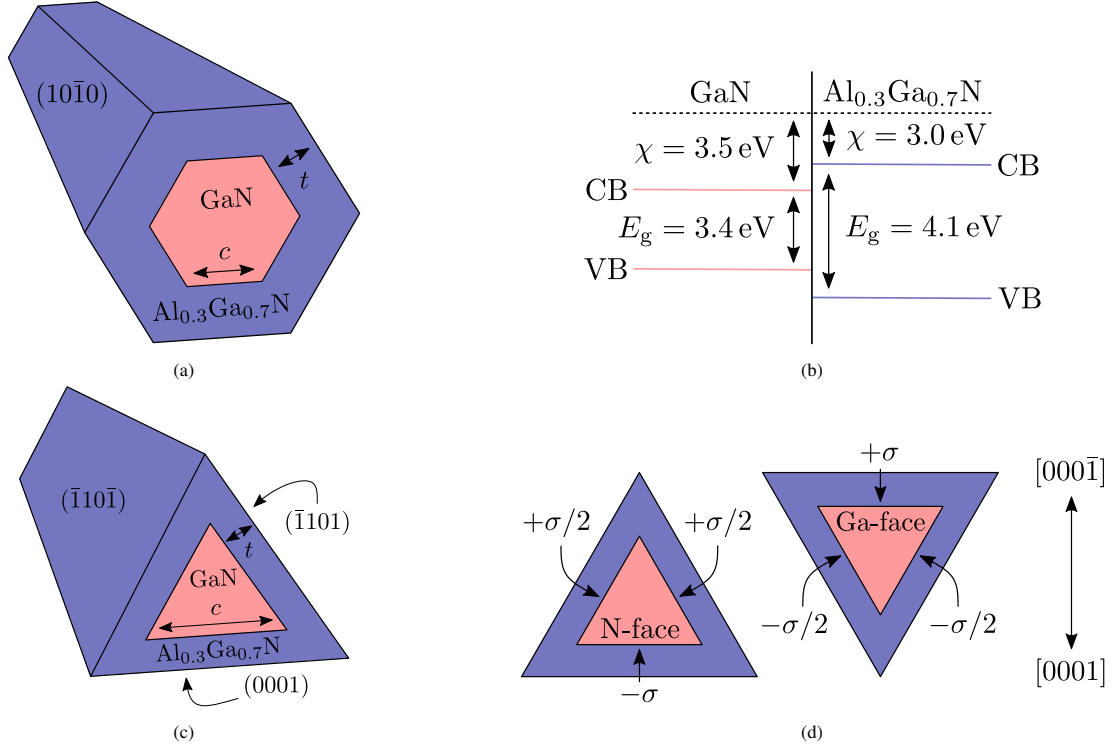 (101̄0)
GaN
t
c
Al₀.₃Ga₀.₇N
(a)
GaN Al₀.₃Ga₀.₇N
χ = 3.5 eV χ = 3.0 eV
CB CB
E_g = 3.4 eV E_g = 4.1 eV
VB VB
(b)
(1̄101̄)
(1̄101)
t
GaN
c
Al₀.₃Ga₀.₇N
(0001)
(c)
+σ/2 +σ/2
N-face
−σ
+σ
Ga-face
−σ/2 −σ/2
[0001̄]
[0001]
(d)